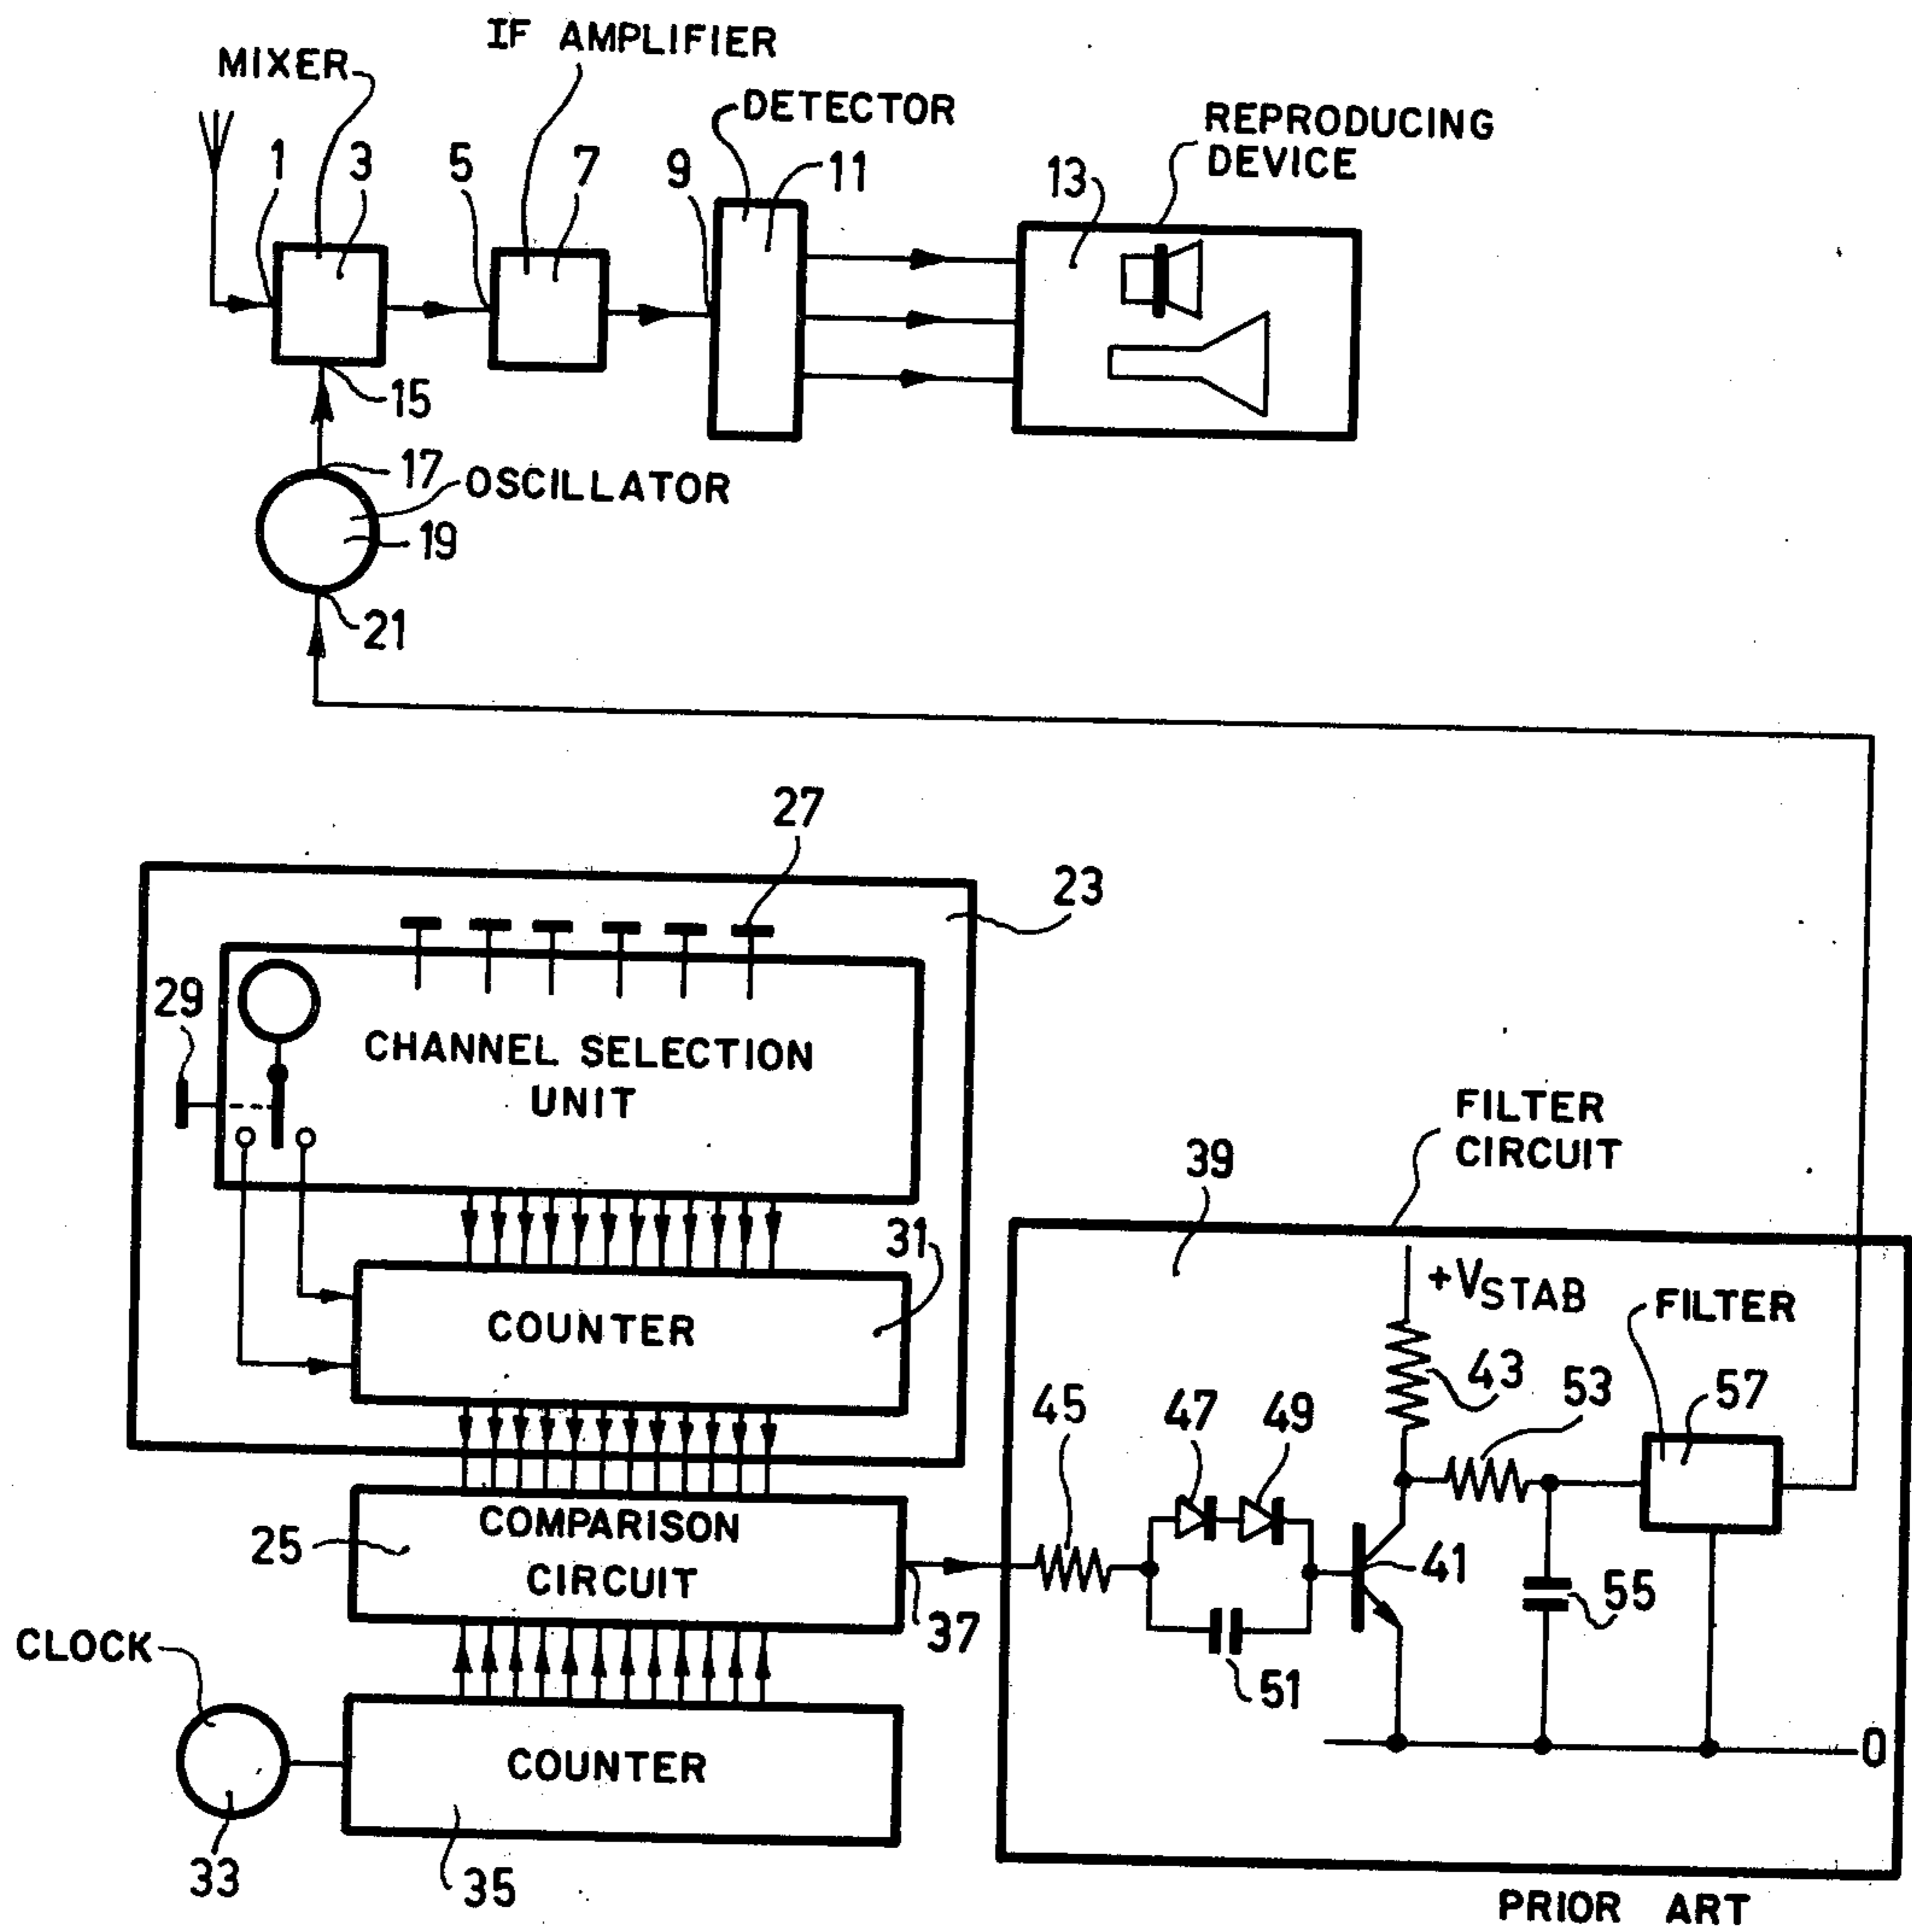 IF AMPLIFIER
MIXER
DETECTOR
REPRODUCING
DEVICE
1
3
5
7
9
11
13
15
17
OSCILLATOR
19
21
27
23
29
CHANNEL SELECTION
UNIT
FILTER
CIRCUIT
39
31
+VSTAB
FILTER
COUNTER
43
53
57
45
47
49
COMPARISON
CIRCUIT
25
41
55
37
CLOCK
51
COUNTER
0
33
35
PRIOR ART